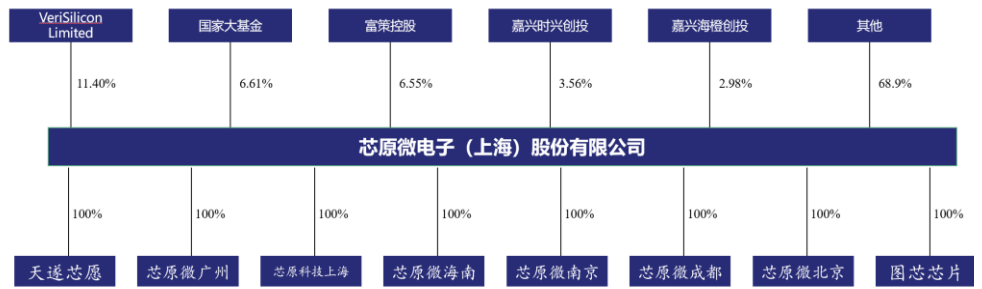 VeriSilicon
Limited
国家大基金
富策控股
嘉兴时兴创投
嘉兴海橙创投
其他
11.40%
6.61%
6.55%
3.56%
2.98%
68.9%
芯原微电子（上海）股份有限公司
100%
100%
100%
100%
100%
100%
100%
100%
天遂芯愿
芯原微广州
芯原科技上海
芯原微海南
芯原微南京
芯原微成都
芯原微北京
图芯芯片